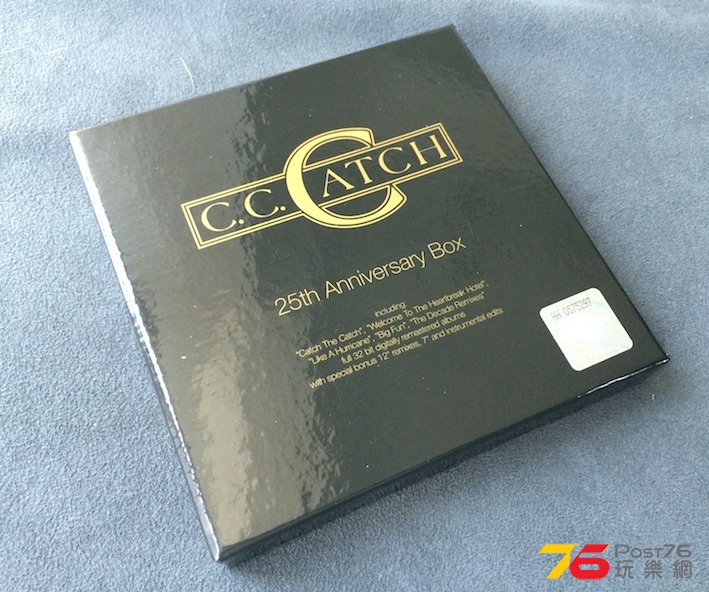 C.C.CATCH
25th Anniversary Box
including:
"Catch The Catch", "Welcome To The Heartbreak Hotel",
"Like A Hurricane", "Big Fun", "The Decade Remixes"
full 32 bit digitally remastered albums
with special bonus 12" remixes, 7" and instrumental edits
HH 0575297
76 POST76
玩樂網